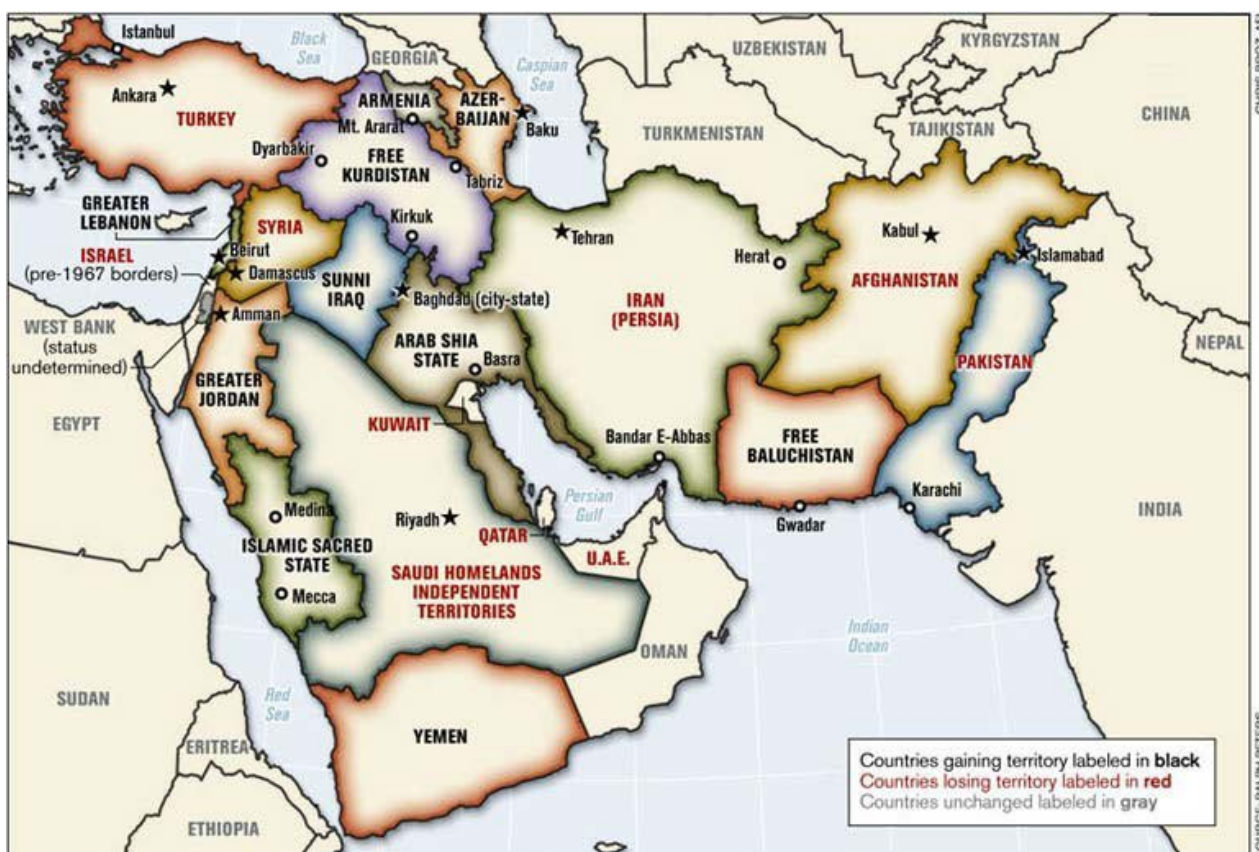 Istanbul
Black
Sea
GEORGIA
Caspian
Sea
UZBEKISTAN
KYRGYZSTAN
Ankara
TURKEY
ARMENIA
Mt. Ararat
AZER-
BAIJAN
Baku
TURKMENISTAN
TAJIKISTAN
CHINA
Dyarbakir
FREE
KURDISTAN
Tabriz
GREATER
LEBANON
SYRIA
Kirkuk
Tehran
Herat
Kabul
Islamabad
ISRAEL
(pre-1967 borders)
Beirut
Damascus
SUNNI
IRAQ
Baghdad (city-state)
IRAN
(PERSIA)
AFGHANISTAN
WEST BANK
(status
undetermined)
Amman
ARAB SHIA
STATE
Basra
PAKISTAN
NEPAL
GREATER
JORDAN
EGYPT
KUWAIT
Bandar E-Abbas
FREE
BALUCHISTAN
Karachi
Gwadar
INDIA
Medina
Riyadh
Persian
Gulf
QATAR
U.A.E.
ISLAMIC SACRED
STATE
Mecca
SAUDI HOMELANDS
INDEPENDENT
TERRITORIES
OMAN
Indian
Ocean
SUDAN
Red
Sea
YEMEN
ERITREA
ETHIOPIA
Countries gaining territory labeled in black
Countries losing territory labeled in red
Countries unchanged labeled in gray